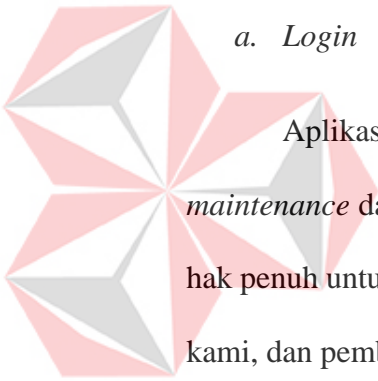 a. Login
Aplikas
maintenance da
hak penuh untu
kami, dan pemb